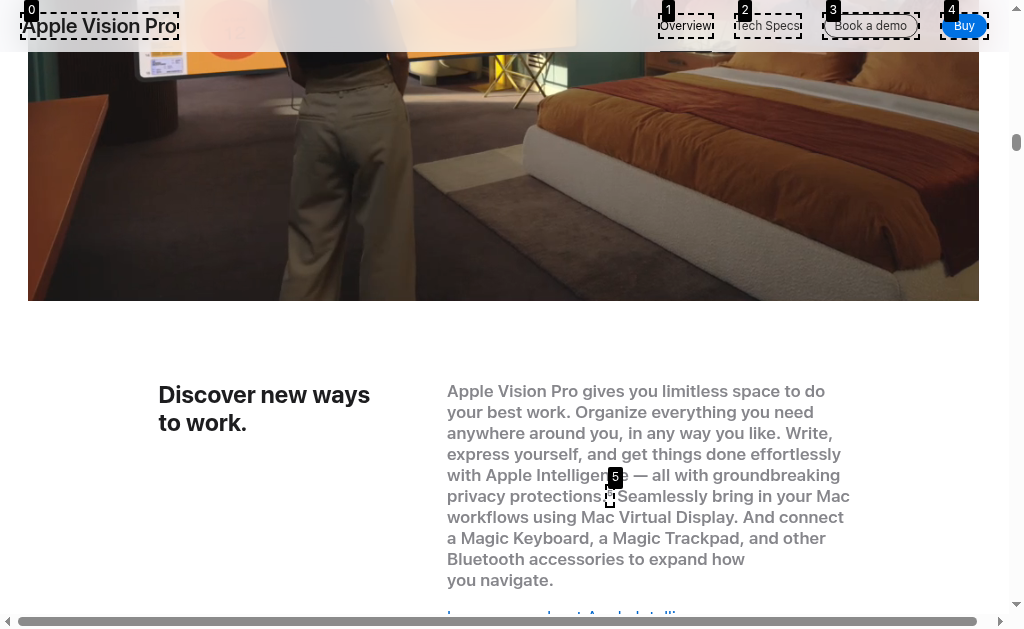 Apple Vision Pro
Overview
Tech Specs
Book a demo
Buy
0
1
2
3
4
Discover new ways
to work.
Apple Vision Pro gives you limitless space to do
your best work. Organize everything you need
anywhere around you, in any way you like. Write,
express yourself, and get things done effortlessly
with Apple Intelligence — all with groundbreaking
5
privacy protections. Seamlessly bring in your Mac
workflows using Mac Virtual Display. And connect
a Magic Keyboard, a Magic Trackpad, and other
Bluetooth accessories to expand how
you navigate.